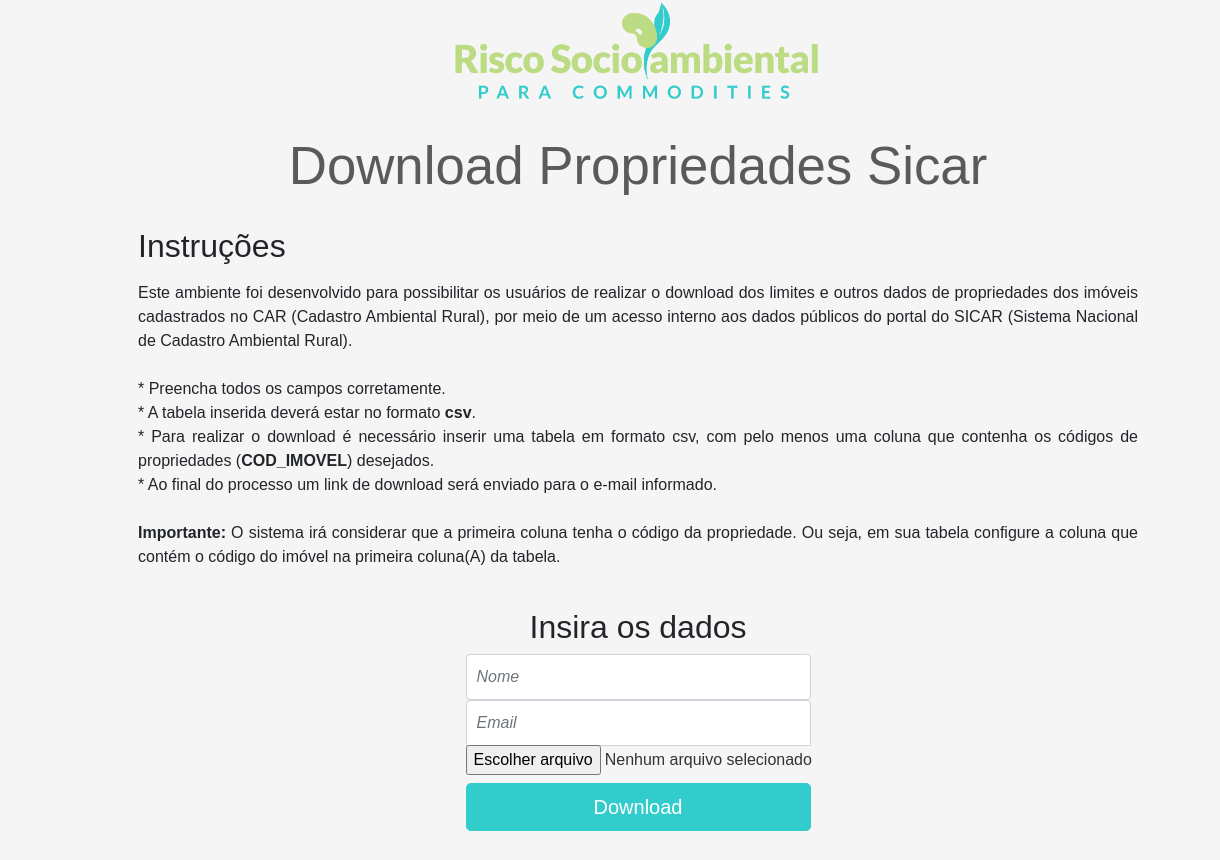 Risco Socioambiental
PARA COMMODITIES
Download Propriedades Sicar
Instruções
Este ambiente foi desenvolvido para possibilitar os usuários de realizar o download dos limites e outros dados de propriedades dos imóveis
cadastrados no CAR (Cadastro Ambiental Rural), por meio de um acesso interno aos dados públicos do portal do SICAR (Sistema Nacional
de Cadastro Ambiental Rural).
* Preencha todos os campos corretamente.
* A tabela inserida deverá estar no formato csv.
* Para realizar o download é necessário inserir uma tabela em formato csv, com pelo menos uma coluna que contenha os códigos de
propriedades (COD_IMOVEL) desejados.
* Ao final do processo um link de download será enviado para o e-mail informado.
Importante: O sistema irá considerar que a primeira coluna tenha o código da propriedade. Ou seja, em sua tabela configure a coluna que
contém o código do imóvel na primeira coluna(A) da tabela.
Insira os dados
Nome
Email
Escolher arquivo Nenhum arquivo selecionado
Download